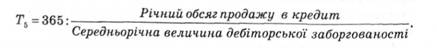 T₅ = 365 : Річний обсяг продажу в кредит / Середньорічна величина дебіторської заборгованості.